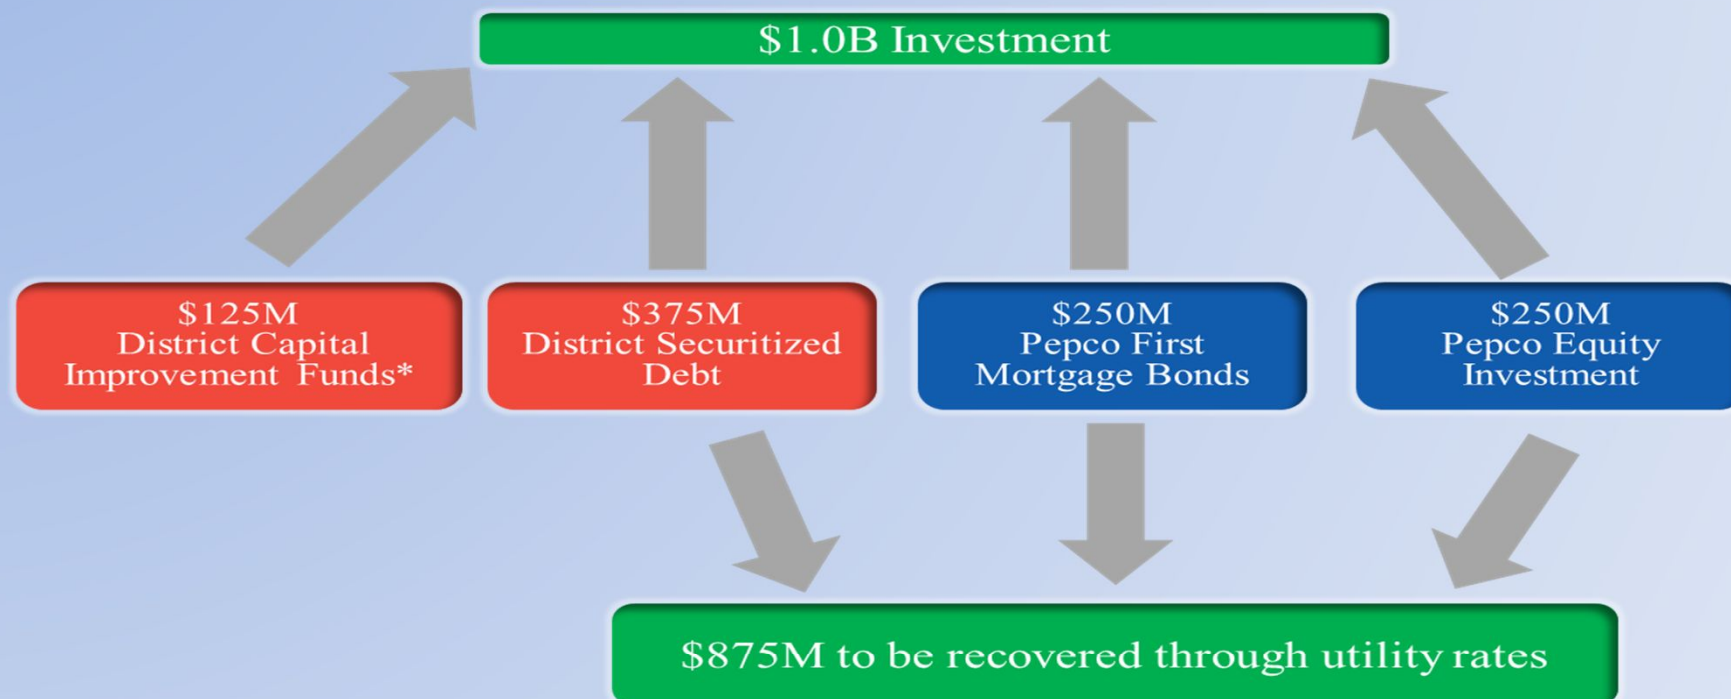 $1.0B Investment
$125M
District Capital
Improvement Funds*
$375M
District Securitized
Debt
$250M
Pepco First
Mortgage Bonds
$250M
Pepco Equity
Investment
$875M to be recovered through utility rates